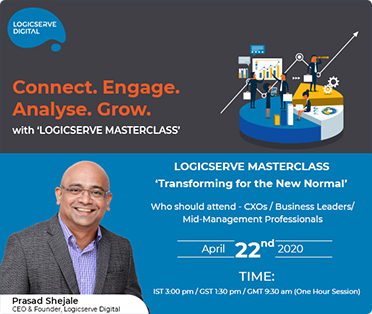 LOGICSERVE
DIGITAL
Connect. Engage.
Analyse. Grow.
with ‘LOGICSERVE MASTERCLASS’
LOGICSERVE MASTERCLASS
‘Transforming for the New Normal’
Who should attend - CXOs / Business Leaders/
Mid-Management Professionals
April 22nd 2020
TIME:
IST 3:00 pm / GST 1:30 pm / GMT 9:30 am (One Hour Session)
Prasad Shejale
CEO & Founder, Logicserve Digital